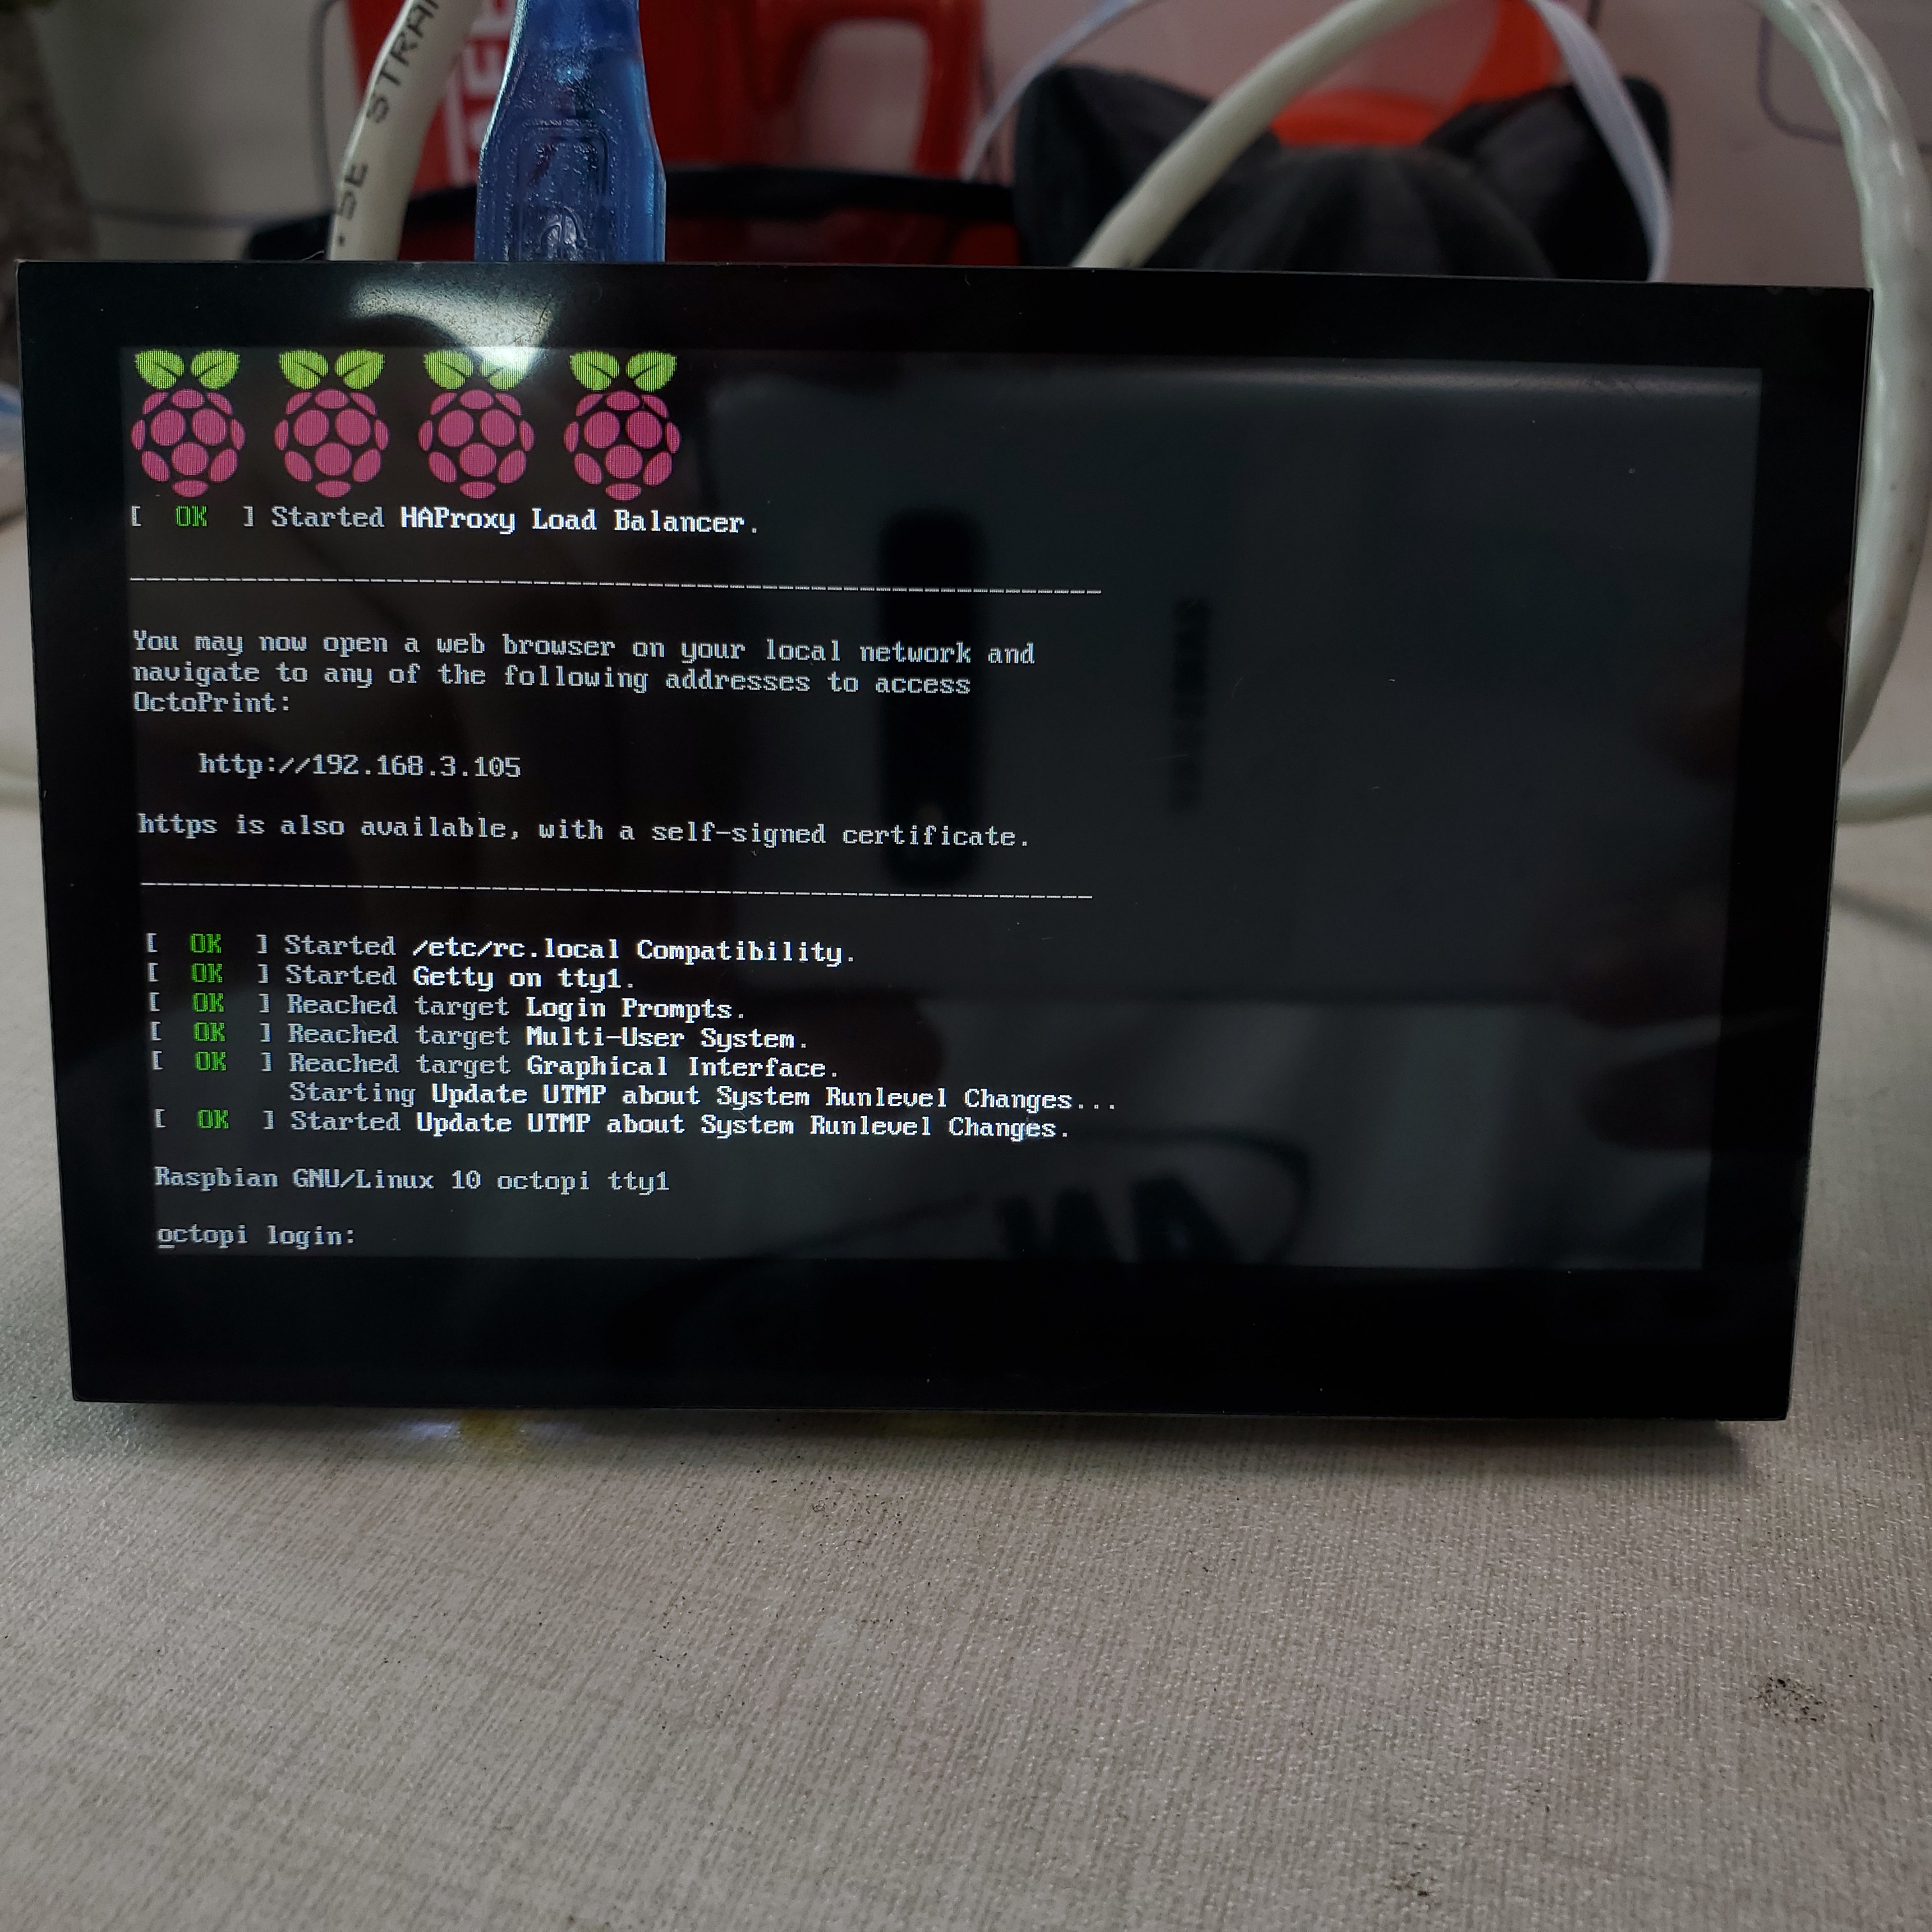 5E STRAN
[  OK  ] Started HAProxy Load Balancer.
-------------------------------------------------------------
You may now open a web browser on your local network and
navigate to any of the following addresses to access
OctoPrint:
http://192.168.3.105
https is also available, with a self-signed certificate.
-------------------------------------------------------------
[  OK  ] Started /etc/rc.local Compatibility.
[  OK  ] Started Getty on tty1.
[  OK  ] Reached target Login Prompts.
[  OK  ] Reached target Multi-User System.
[  OK  ] Reached target Graphical Interface.
Starting Update UTMP about System Runlevel Changes...
[  OK  ] Started Update UTMP about System Runlevel Changes.
Raspbian GNU/Linux 10 octopi tty1
octopi login: